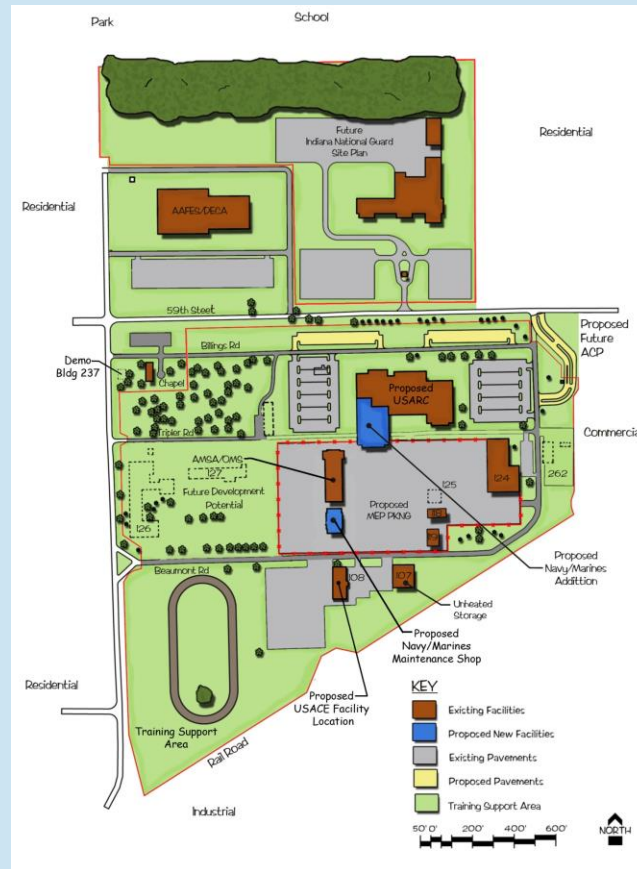 School
Park
Future
Indiana National Guard
Site Plan
Residential
Residential
AAFES/DECA
59th Steet
Proposed
Future
ACP
Billings Rd
Demo
Bldg 237
Chapel
Proposed
USARC
Tripler Rd
Commercial
AMSA/OMS
127
Future Development
Potential
126
125
124
262
Proposed
MEP PKNG
Proposed
Navy/Marines
Addittion
Beaumont Rd
108
107
Unheated
Storage
Proposed
Navy/Marines
Maintenance Shop
Residential
Proposed
USACE Facility
Location
Training Support
Area
Rail Road
Industrial
KEY
Existing Facilities
Proposed New Facilities
Existing Pavements
Proposed Pavements
Training Support Area
50' 0' 200' 400' 600'
NORTH